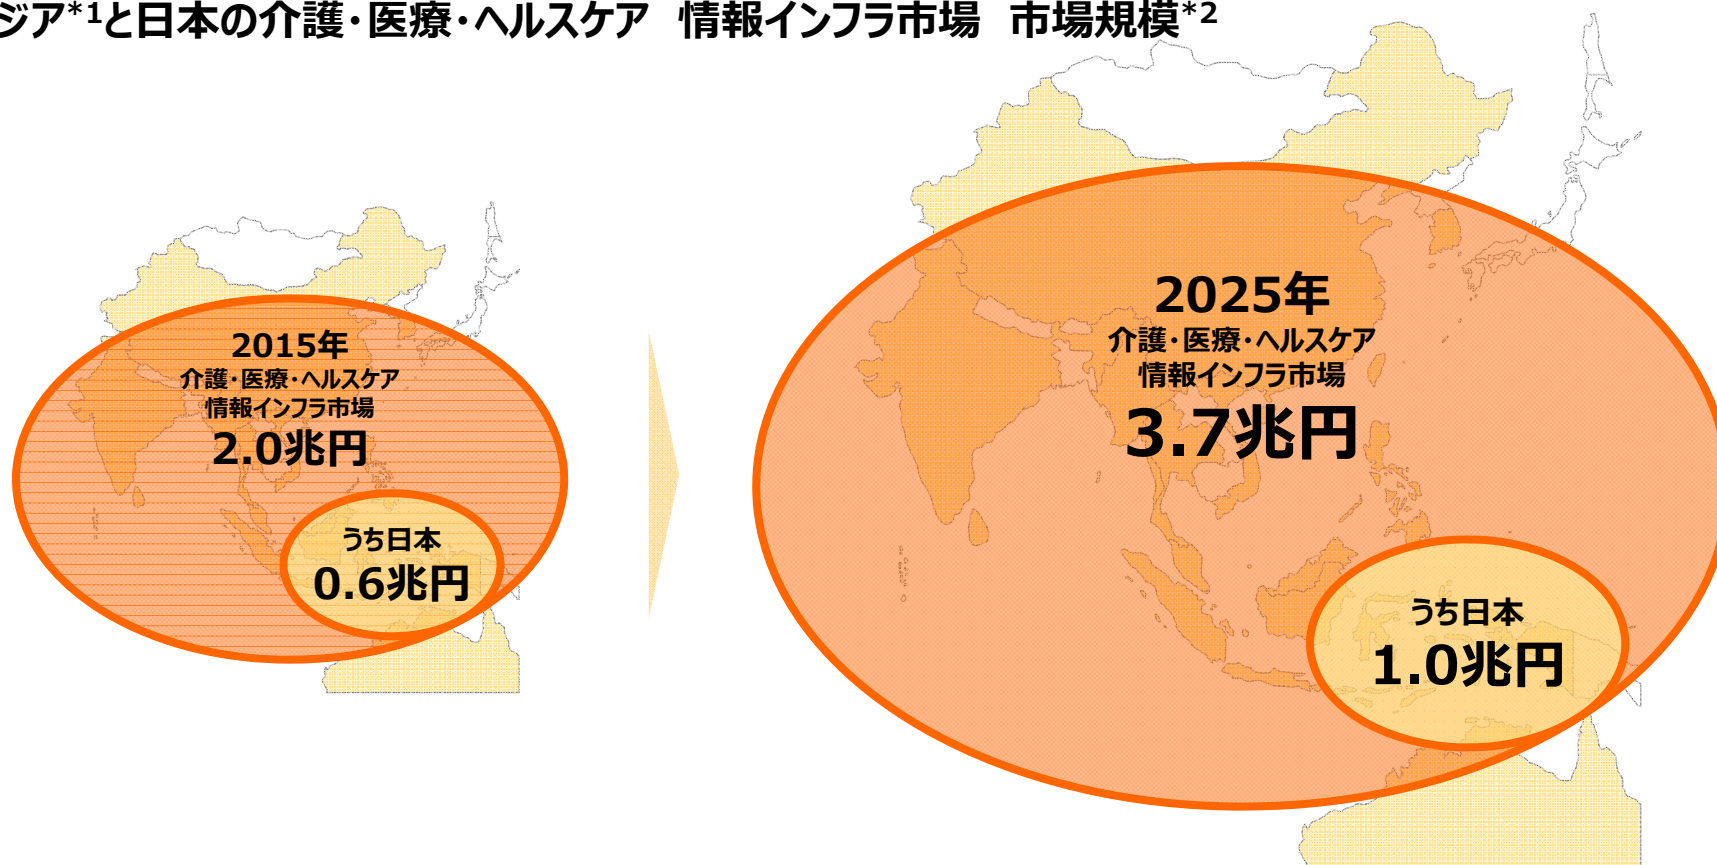 ジア*1と日本の介護・医療・ヘルスケア 情報インフラ市場 市場規模*2
2015年
介護・医療・ヘルスケア
情報インフラ市場
2.0兆円
うち日本
0.6兆円
2025年
介護・医療・ヘルスケア
情報インフラ市場
3.7兆円
うち日本
1.0兆円